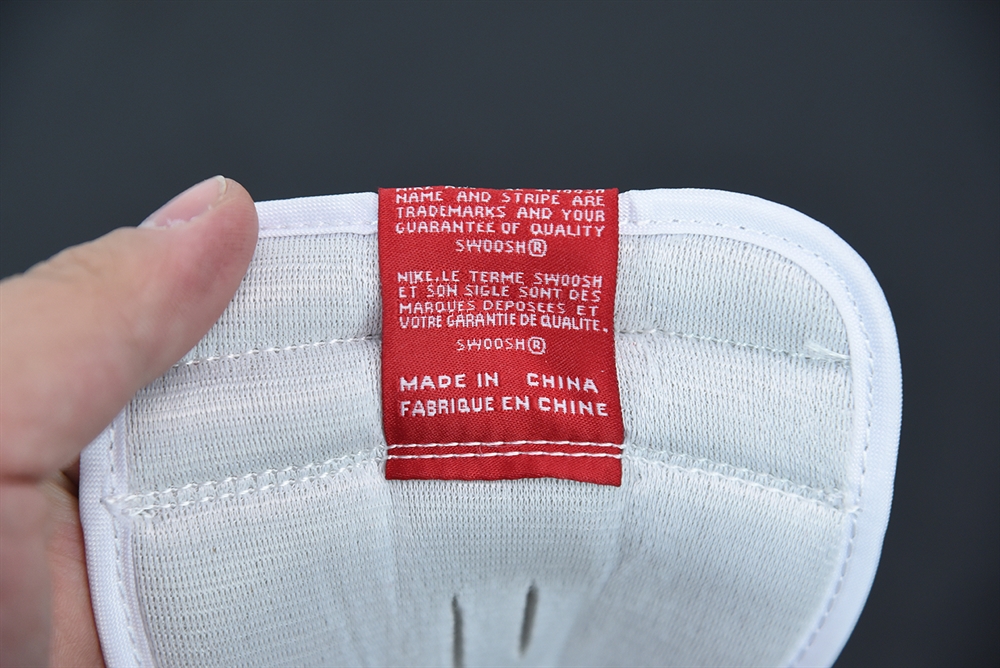 NAME AND STRIPE ARE
TRADEMARKS AND YOUR
GUARANTEE OF QUALITY
SWOOSH®
NIKE, LE TERME SWOOSH
ET SON SIGLE SONT DES
MARQUES DEPOSEES ET
VOTRE GARANTIE DE QUALITE.
SWOOSH®
MADE IN CHINA
FABRIQUE EN CHINE